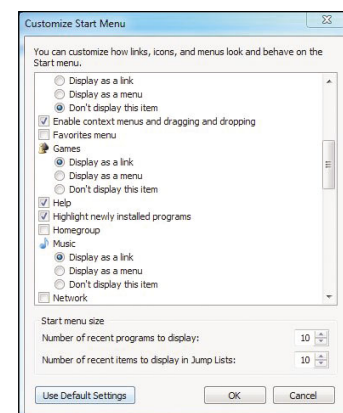 Customize Start Menu
You can customize how links, icons, and menus look and behave on the
Start menu.
Display as a link
Display as a menu
Don't display this item
Enable context menus and dragging and dropping
Favorites menu
Games
Display as a link
Display as a menu
Don't display this item
Help
Highlight newly installed programs
Homegroup
Music
Display as a link
Display as a menu
Don't display this item
Network
Start menu size
Number of recent programs to display: 10
Number of recent items to display in Jump Lists: 10
Use Default Settings OK Cancel